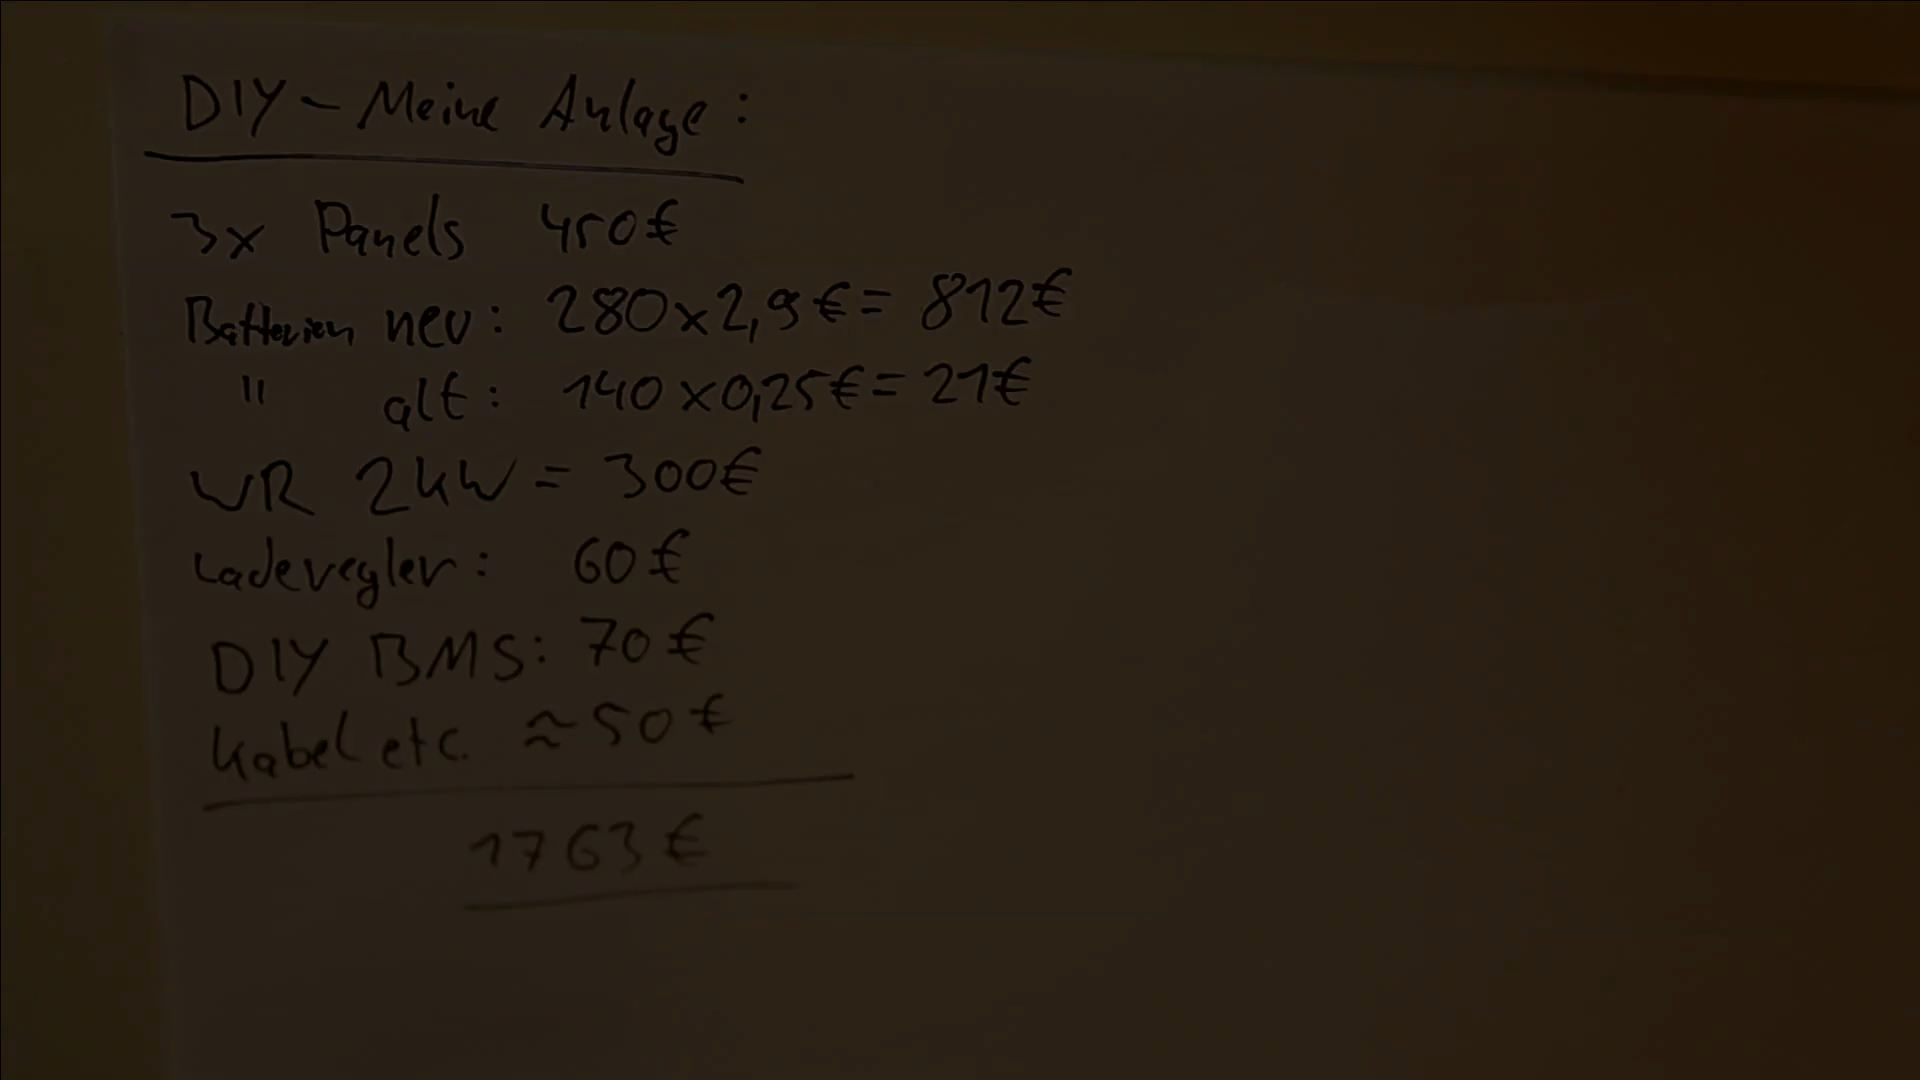 DIY - Meine Anlage:
3x Panels 450€
Batterien neu: 280x2,9€ = 812€
" alt: 140x0,25€ = 21€
WR 2kW = 300€
Laderegler: 60€
DIY BMS: 70€
Kabel etc. ≈ 50€
1763€